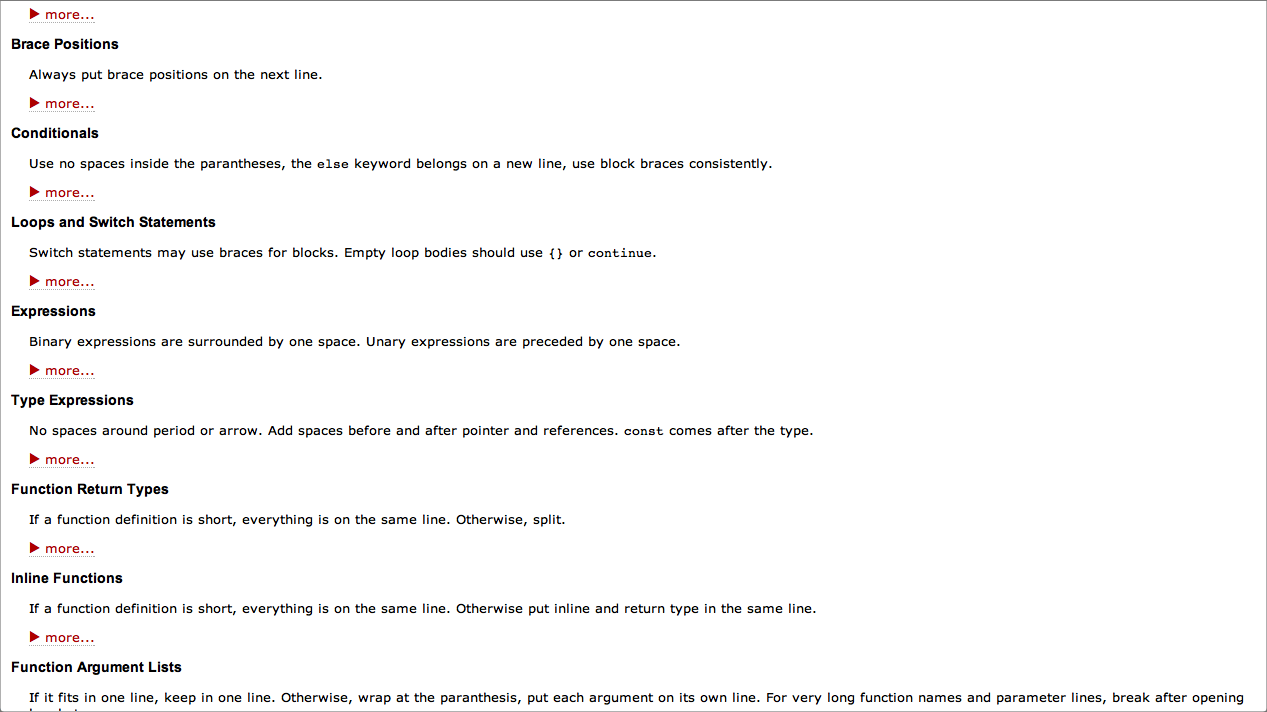 ▶ more...
Brace Positions
Always put brace positions on the next line.
▶ more...
Conditionals
Use no spaces inside the parantheses, the else keyword belongs on a new line, use block braces consistently.
▶ more...
Loops and Switch Statements
Switch statements may use braces for blocks. Empty loop bodies should use {} or continue.
▶ more...
Expressions
Binary expressions are surrounded by one space. Unary expressions are preceded by one space.
▶ more...
Type Expressions
No spaces around period or arrow. Add spaces before and after pointer and references. const comes after the type.
▶ more...
Function Return Types
If a function definition is short, everything is on the same line. Otherwise, split.
▶ more...
Inline Functions
If a function definition is short, everything is on the same line. Otherwise put inline and return type in the same line.
▶ more...
Function Argument Lists
If it fits in one line, keep in one line. Otherwise, wrap at the paranthesis, put each argument on its own line. For very long function names and parameter lines, break after opening